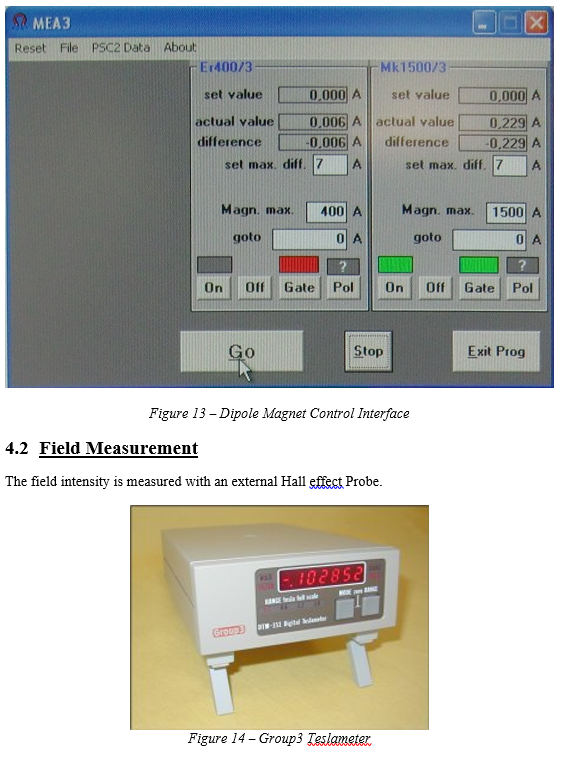 MEA3
Reset File PSC2 Data About
Er400/3
set value 0,000 A
actual value 0,006 A
difference -0,006 A
set max. diff. 7 A
Magn. max. 400 A
goto 0 A
?
On Off Gate Pol
Mk1500/3
set value 0,000 A
actual value 0,229 A
difference -0,229 A
set max. diff. 7 A
Magn. max. 1500 A
goto 0 A
?
On Off Gate Pol
Go Stop Exit Prog
Figure 13 – Dipole Magnet Control Interface
4.2 Field Measurement
The field intensity is measured with an external Hall effect Probe.
-.102852
RANGE tesla full scale
MODE zero RANGE
Group3
Digital Teslameter
Figure 14 – Group3 Teslameter